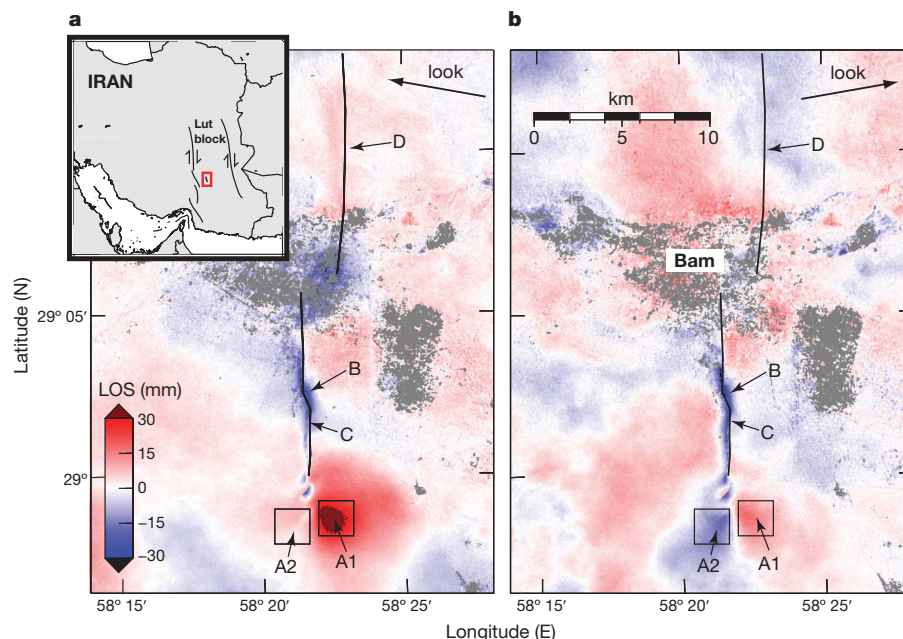 a
b
IRAN
Lut
block
look
look
km
0
5
10
D
D
Bam
Latitude (N)
29° 05′
B
B
LOS (mm)
30
15
0
−15
−30
C
C
29°
A2
A1
A2
A1
58° 15′
58° 20′
58° 25′
58° 15′
58° 20′
58° 25′
Longitude (E)